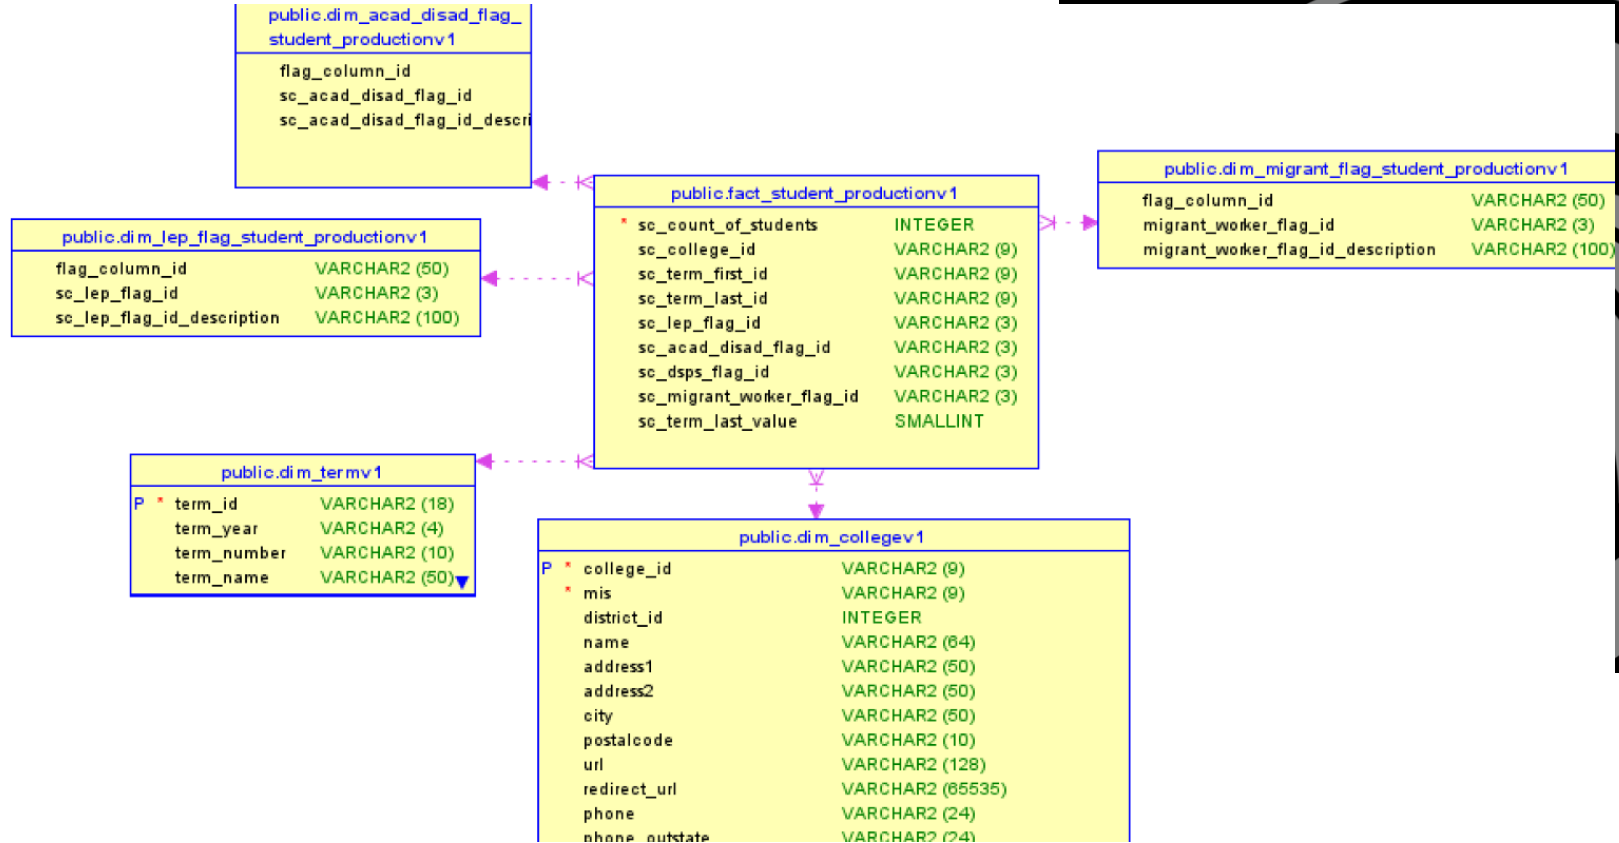 public.dim_acad_disad_flag_
student_productionv1
flag_column_id
sc_acad_disad_flag_id
sc_acad_disad_flag_id_descri
public.dim_migrant_flag_student_productionv1
flag_column_id VARCHAR2 (50)
migrant_worker_flag_id VARCHAR2 (3)
migrant_worker_flag_id_description VARCHAR2 (100)
public.fact_student_productionv1
* sc_count_of_students INTEGER
sc_college_id VARCHAR2 (9)
sc_term_first_id VARCHAR2 (9)
sc_term_last_id VARCHAR2 (9)
sc_lep_flag_id VARCHAR2 (3)
sc_acad_disad_flag_id VARCHAR2 (3)
sc_dsps_flag_id VARCHAR2 (3)
sc_migrant_worker_flag_id VARCHAR2 (3)
sc_term_last_value SMALLINT
public.dim_lep_flag_student_productionv1
flag_column_id VARCHAR2 (50)
sc_lep_flag_id VARCHAR2 (3)
sc_lep_flag_id_description VARCHAR2 (100)
public.dim_termv1
P * term_id VARCHAR2 (18)
term_year VARCHAR2 (4)
term_number VARCHAR2 (10)
term_name VARCHAR2 (50)
public.dim_collegev1
P * college_id VARCHAR2 (9)
* mis VARCHAR2 (9)
district_id INTEGER
name VARCHAR2 (64)
address1 VARCHAR2 (50)
address2 VARCHAR2 (50)
city VARCHAR2 (50)
postalcode VARCHAR2 (10)
url VARCHAR2 (128)
redirect_url VARCHAR2 (65535)
phone VARCHAR2 (24)
phone_outstate VARCHAR2 (24)